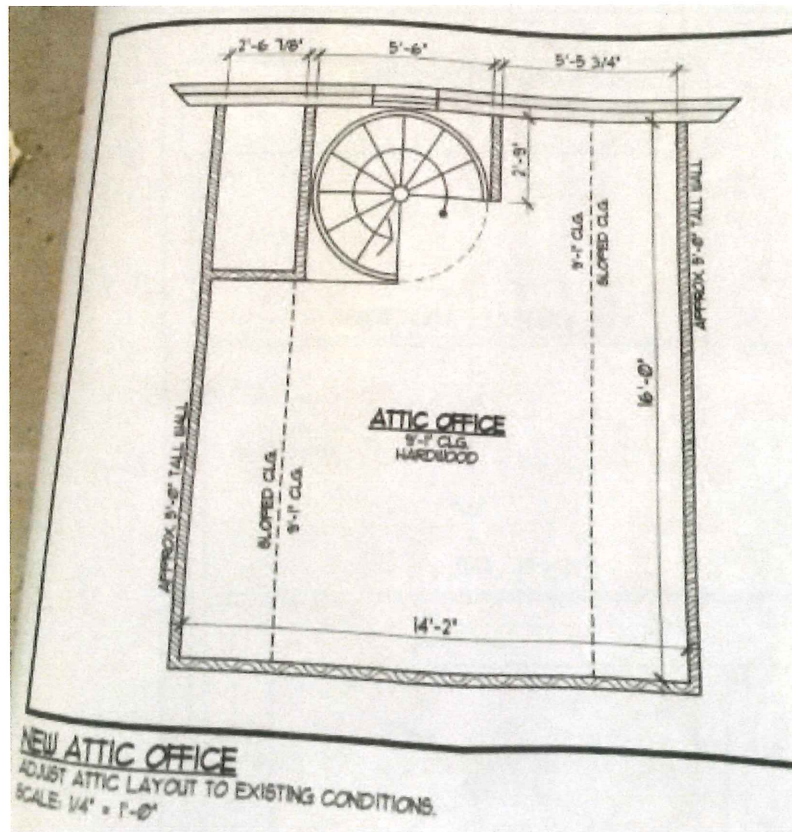 2'-6 7/8"
5'-6"
5'-5 3/4"
2'-9"
9'-1" CLG.
SLOPED CLG.
APPROX. 5'-0" TALL WALL
16'-0"
ATTIC OFFICE
9'-1" CLG.
HARDWOOD
APPROX. 5'-0" TALL WALL
SLOPED CLG.
9'-1" CLG.
14'-2"
NEW ATTIC OFFICE
ADJUST ATTIC LAYOUT TO EXISTING CONDITIONS.
SCALE: 1/4" = 1'-0"